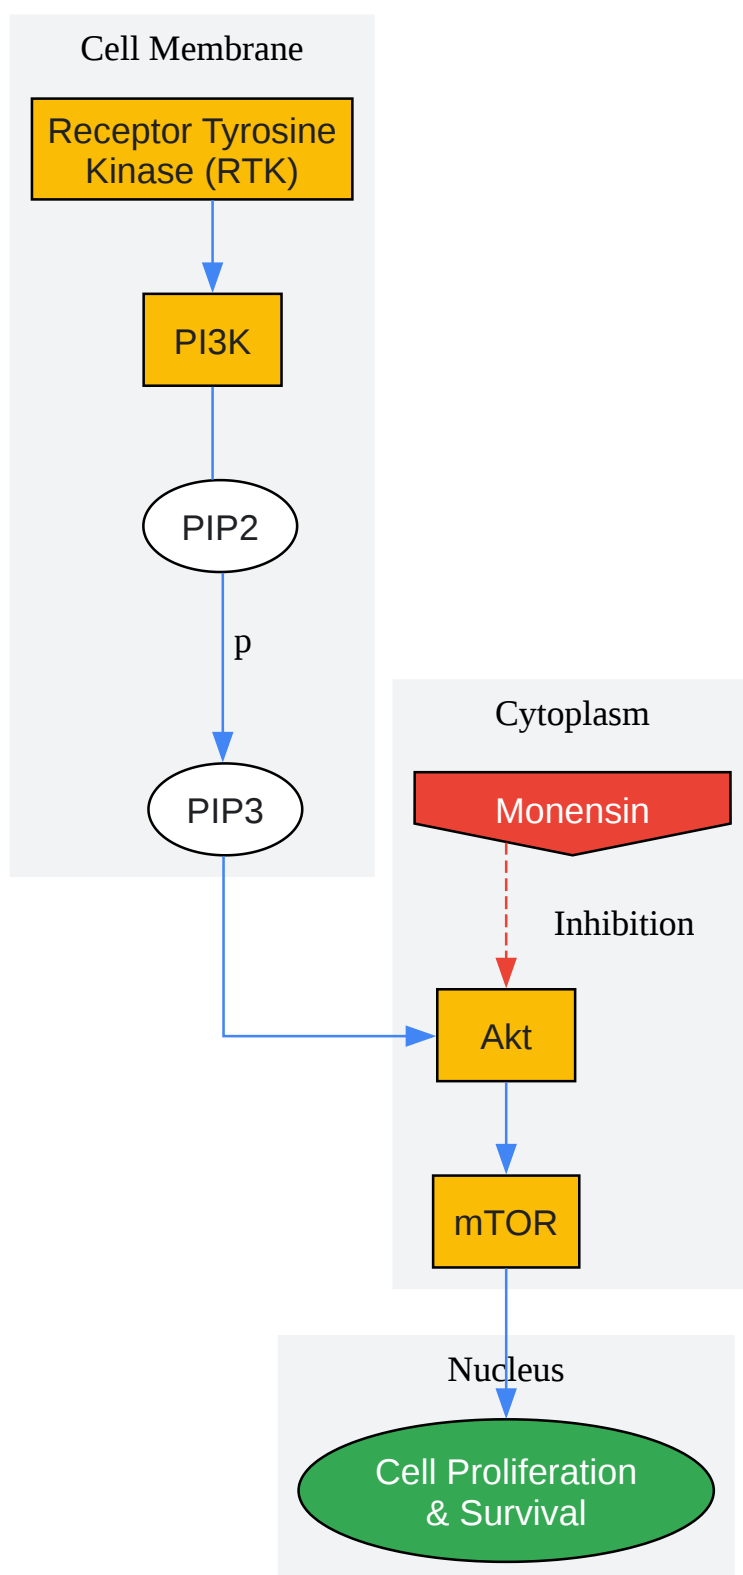 Cell Membrane
Receptor Tyrosine
Kinase (RTK)
PI3K
PIP2
p
PIP3
Cytoplasm
Monensin
Inhibition
Akt
mTOR
Nucleus
Cell Proliferation
& Survival